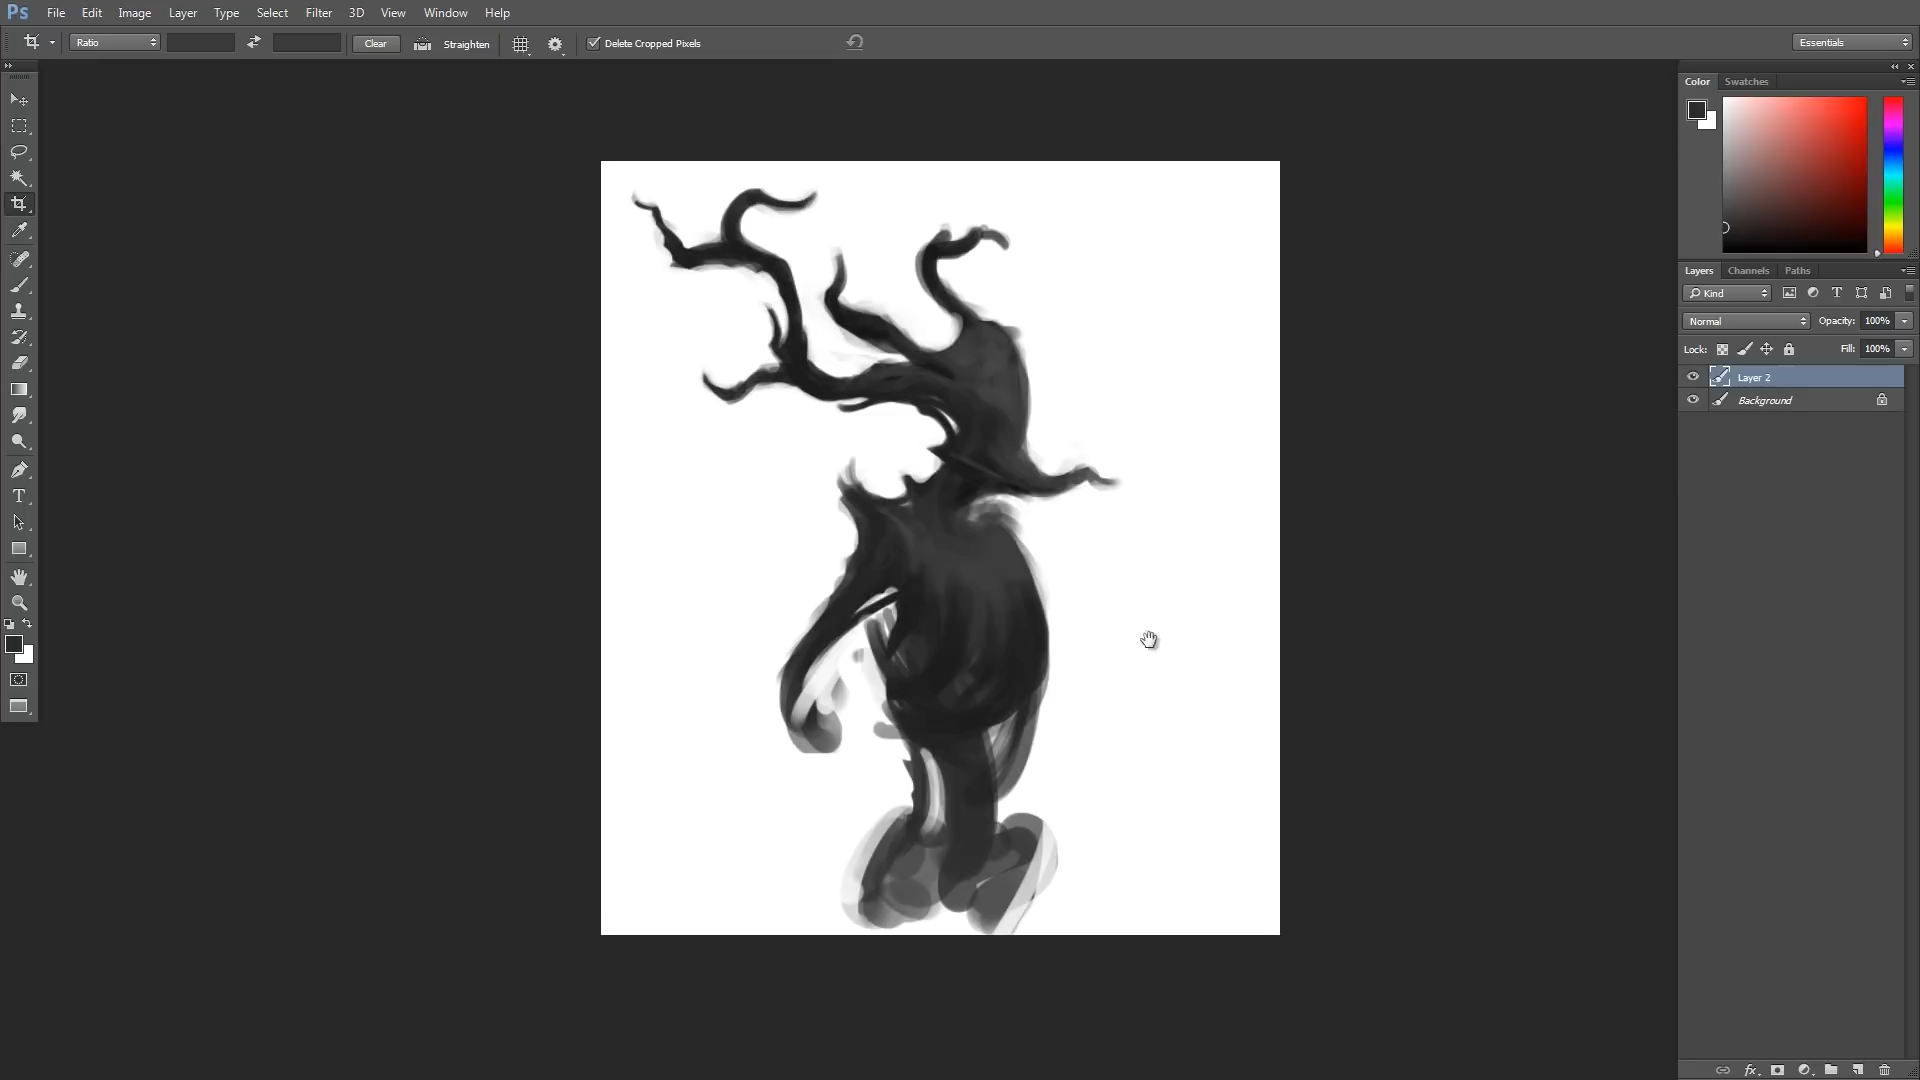 Ps File Edit Image Layer Type Select Filter 3D View Window Help
Ratio Clear Straighten Delete Cropped Pixels Essentials
Color Swatches
Layers Channels Paths
Kind
Normal Opacity: 100%
Lock: Fill: 100%
Layer 2
Background
T
fx